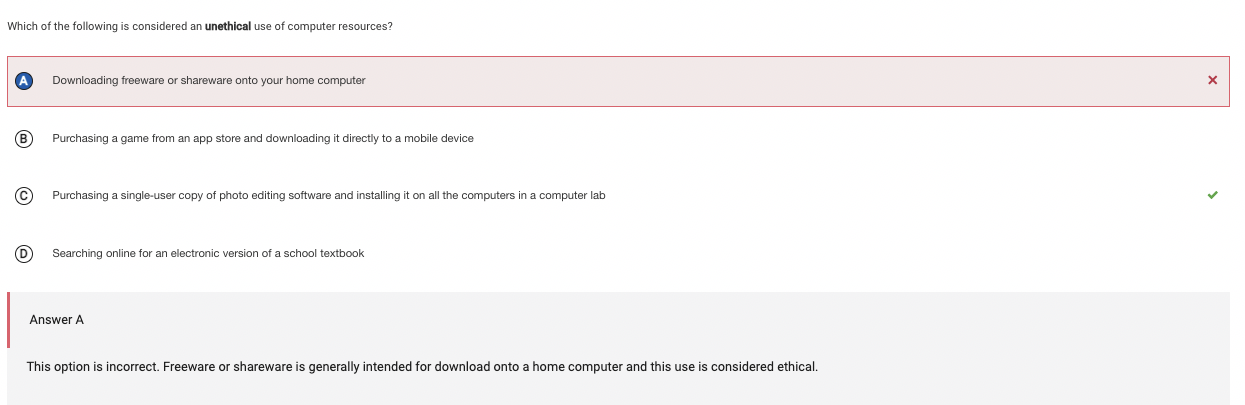 Which of the following is considered an unethical use of computer resources?
A Downloading freeware or shareware onto your home computer
B Purchasing a game from an app store and downloading it directly to a mobile device
C Purchasing a single-user copy of photo editing software and installing it on all the computers in a computer lab
D Searching online for an electronic version of a school textbook
Answer A
This option is incorrect. Freeware or shareware is generally intended for download onto a home computer and this use is considered ethical.